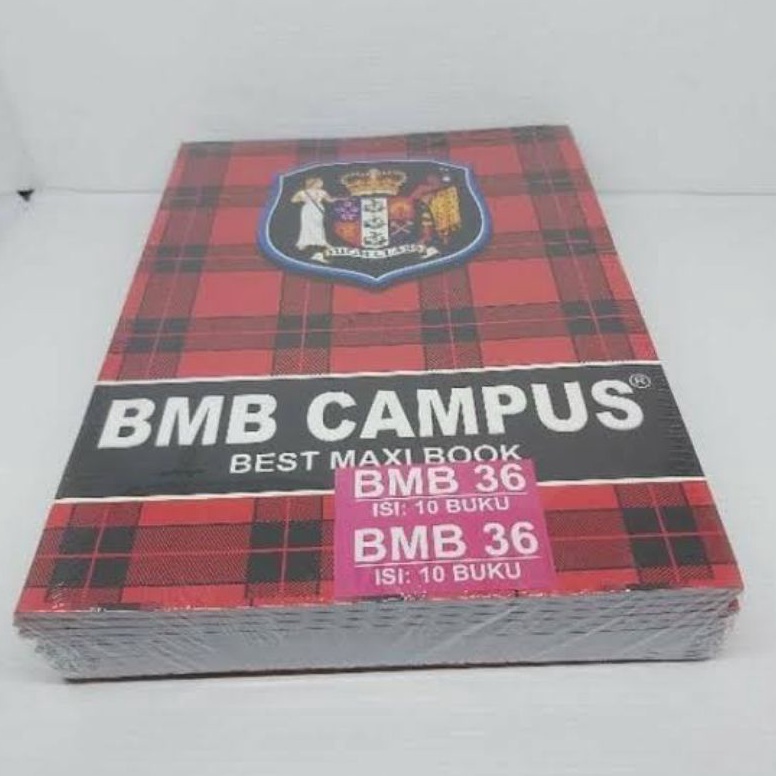 BMB CAMPUS®
BEST MAXI BOOK
BMB 36
ISI: 10 BUKU
BMB 36
ISI: 10 BUKU